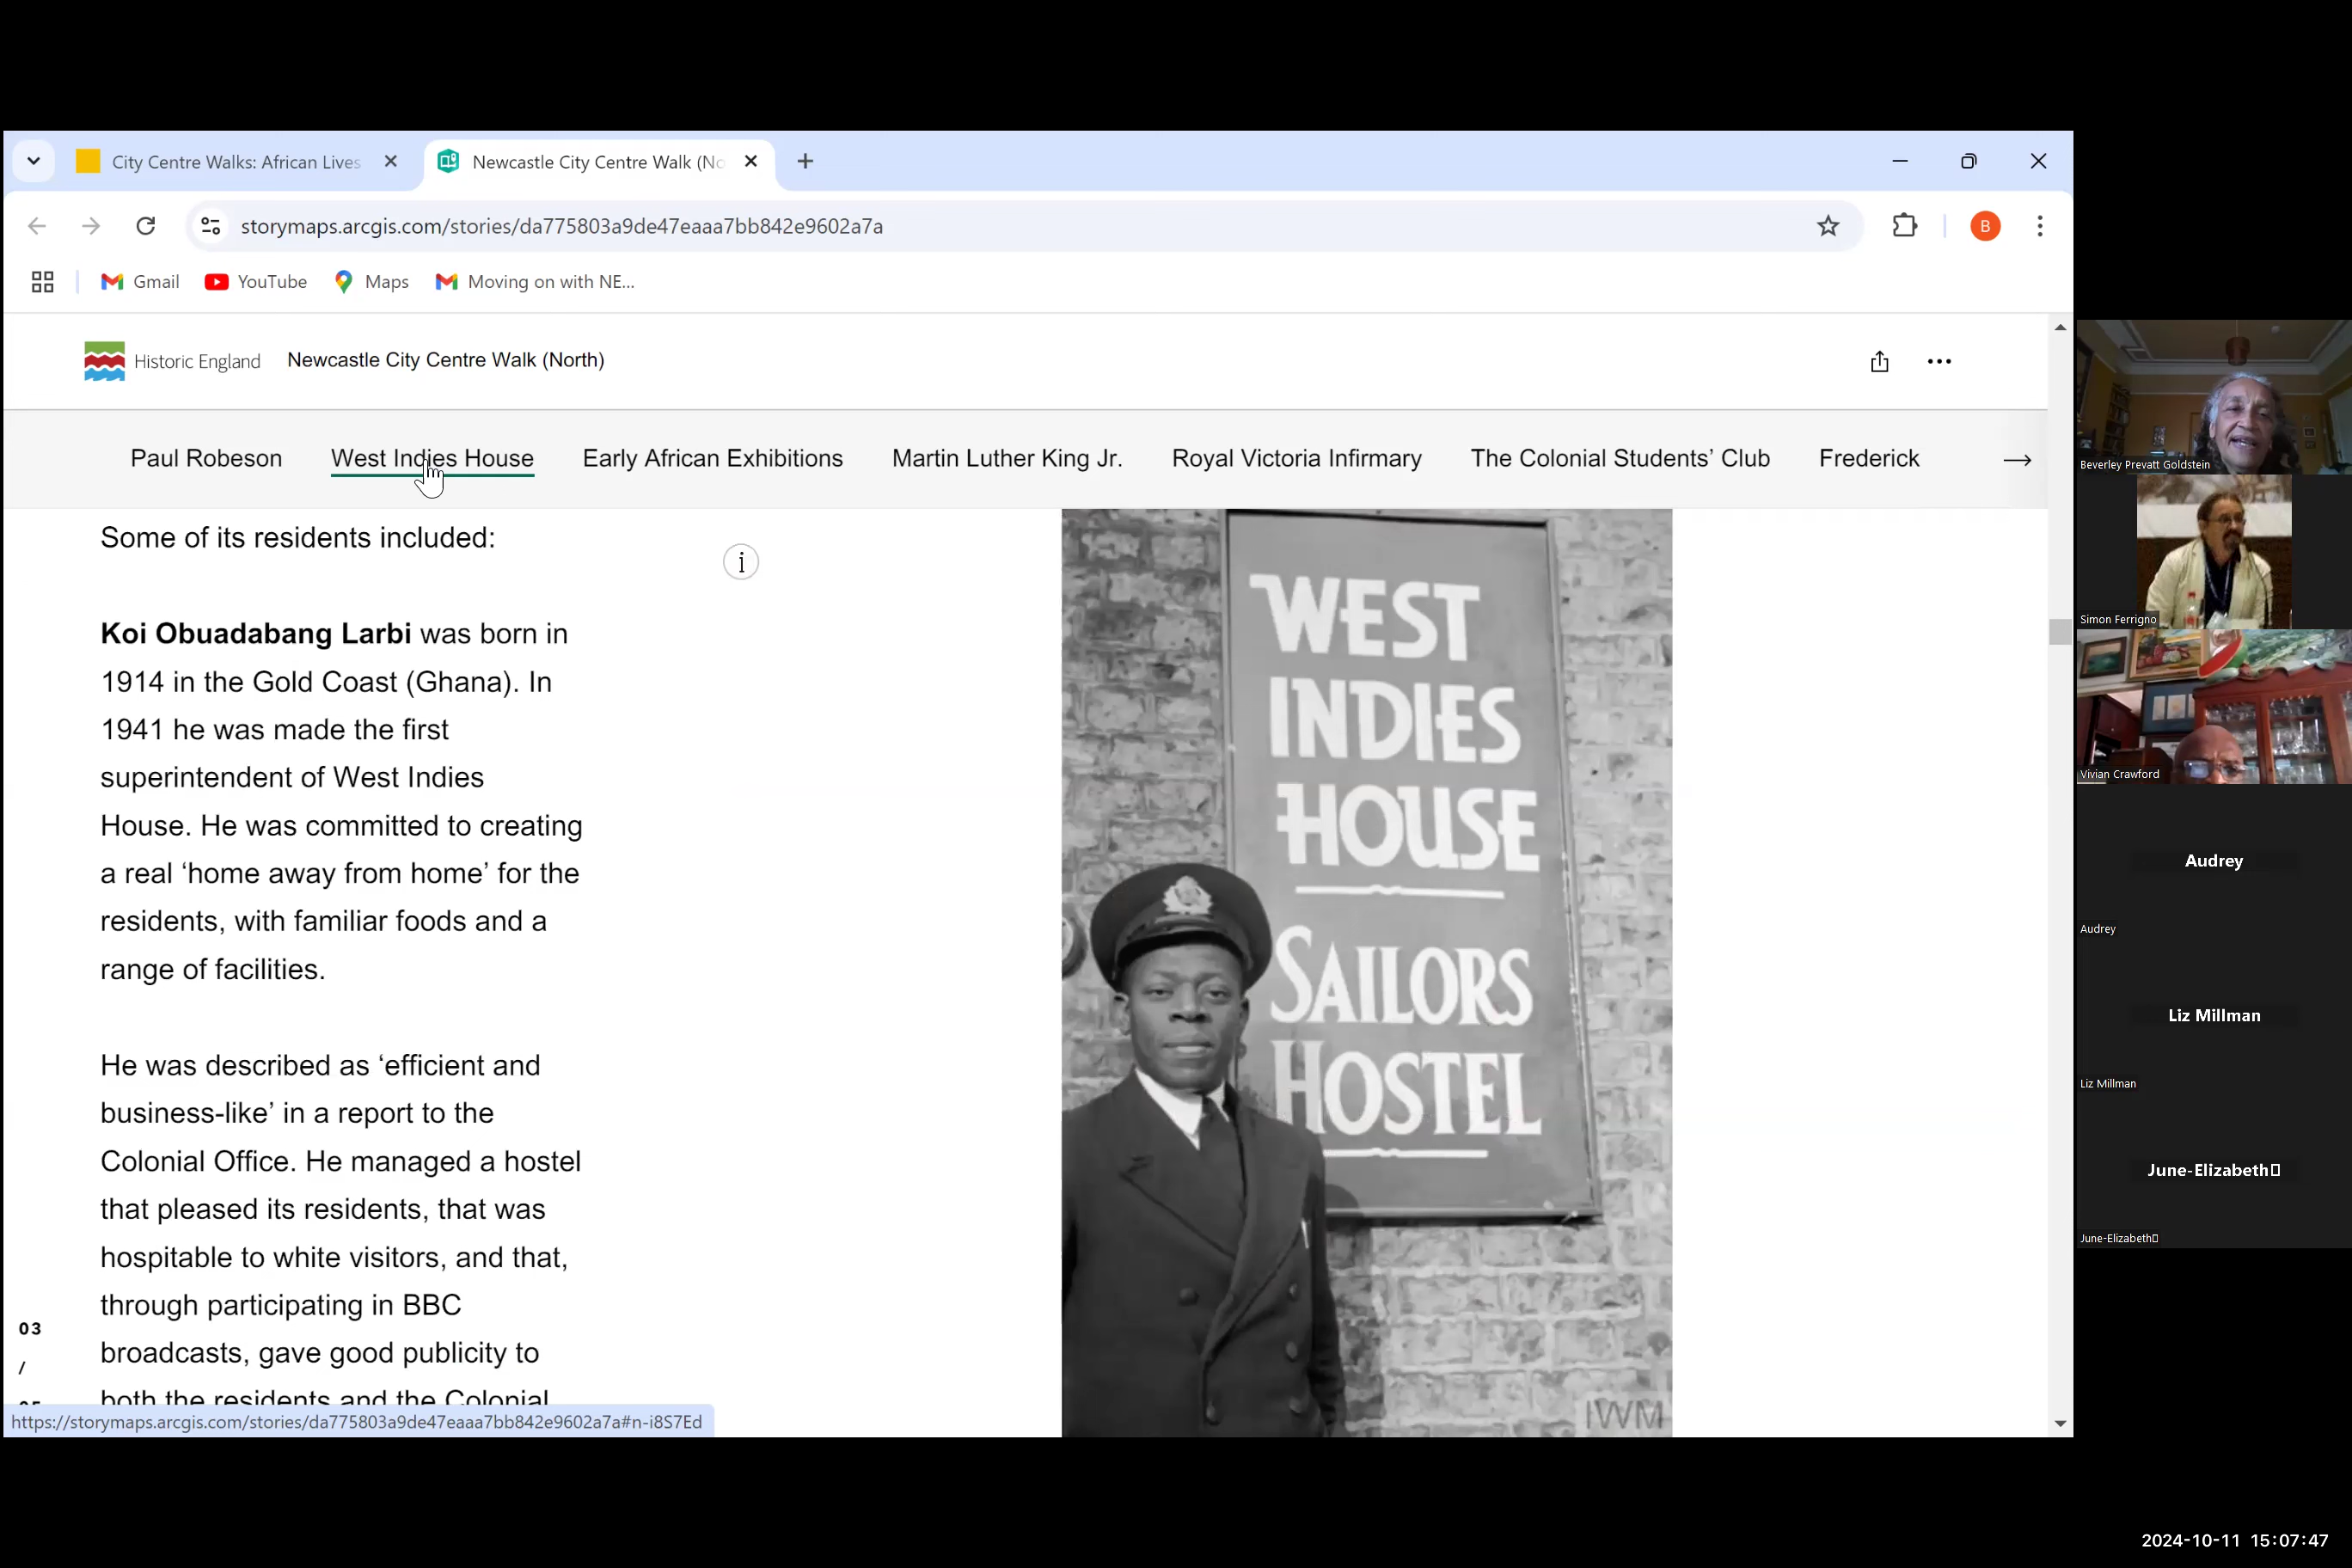 City Centre Walks: African Lives
Newcastle City Centre Walk (No
storymaps.arcgis.com/stories/da775803a9de47eaaa7bb842e9602a7a
B
Gmail
YouTube
Maps
Moving on with NE...
Historic England
Newcastle City Centre Walk (North)
Paul Robeson
West Indies House
Early African Exhibitions
Martin Luther King Jr.
Royal Victoria Infirmary
The Colonial Students’ Club
Frederick
Some of its residents included:
Koi Obuadabang Larbi was born in
1914 in the Gold Coast (Ghana). In
1941 he was made the first
superintendent of West Indies
House. He was committed to creating
a real ‘home away from home’ for the
residents, with familiar foods and a
range of facilities.
He was described as ‘efficient and
business-like’ in a report to the
Colonial Office. He managed a hostel
that pleased its residents, that was
hospitable to white visitors, and that,
through participating in BBC
broadcasts, gave good publicity to
both the residents and the Colonial
03
/
https://storymaps.arcgis.com/stories/da775803a9de47eaaa7bb842e9602a7a#n-i8S7Ed
WEST
INDIES
HOUSE
SAILORS
HOSTEL
IWM
Beverley Prevatt Goldstein
Simon Ferrigno
Vivian Crawford
Audrey
Audrey
Liz Millman
Liz Millman
June-Elizabeth
June-Elizabeth
2024-10-11 15:07:47